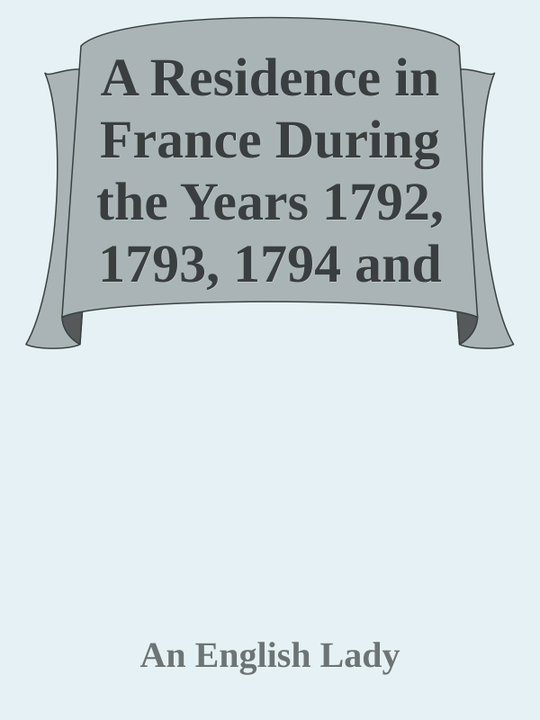 A Residence in
France During
the Years 1792,
1793, 1794 and
An English Lady